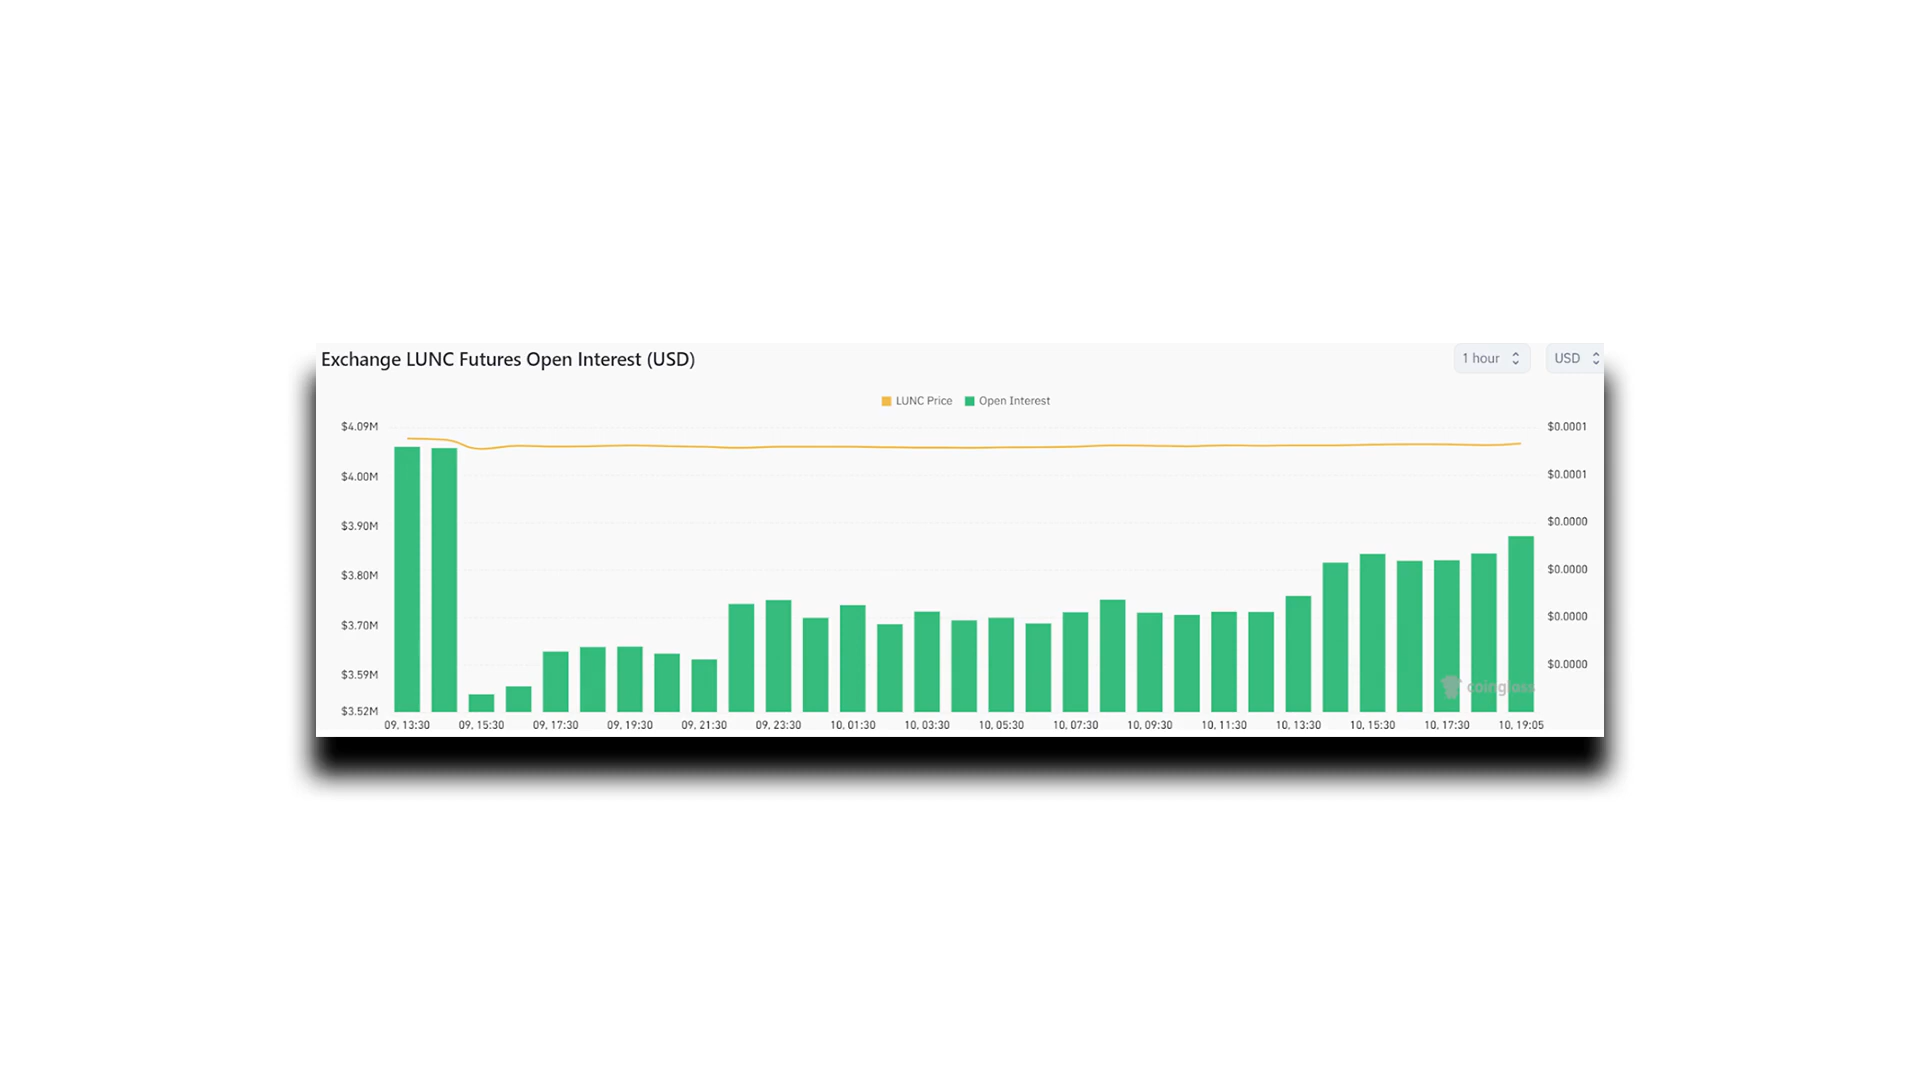 Exchange LUNC Futures Open Interest (USD)
1 hour
USD
LUNC Price
Open Interest
$4.09M
$4.00M
$3.90M
$3.80M
$3.70M
$3.59M
$3.52M
$0.0001
$0.0001
$0.0000
$0.0000
$0.0000
$0.0000
coinglass
09, 13:30
09, 15:30
09, 17:30
09, 19:30
09, 21:30
09, 23:30
10, 01:30
10, 03:30
10, 05:30
10, 07:30
10, 09:30
10, 11:30
10, 13:30
10, 15:30
10, 17:30
10, 19:05